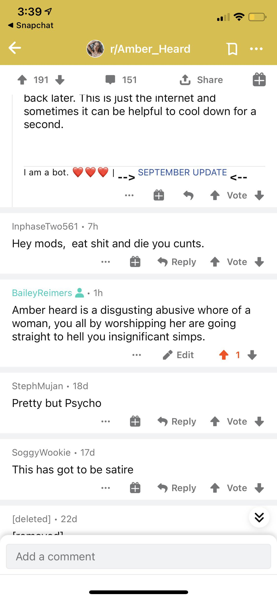 3:39
Snapchat
r/Amber_Heard
191
151
Share
back later. This is just the internet and
sometimes it can be helpful to cool down for a
second.
I am a bot. ❤️❤️❤️ | --> SEPTEMBER UPDATE <--
Vote
InphaseTwo561 • 7h
Hey mods, eat shit and die you cunts.
Reply
Vote
BaileyReimers • 1h
Amber heard is a disgusting abusive whore of a
woman, you all by worshipping her are going
straight to hell you insignificant simps.
Edit
1
StephMujan • 18d
Pretty but Psycho
Reply
Vote
SoggyWookie • 17d
This has got to be satire
Reply
Vote
[deleted] • 22d
[removed]
Add a comment